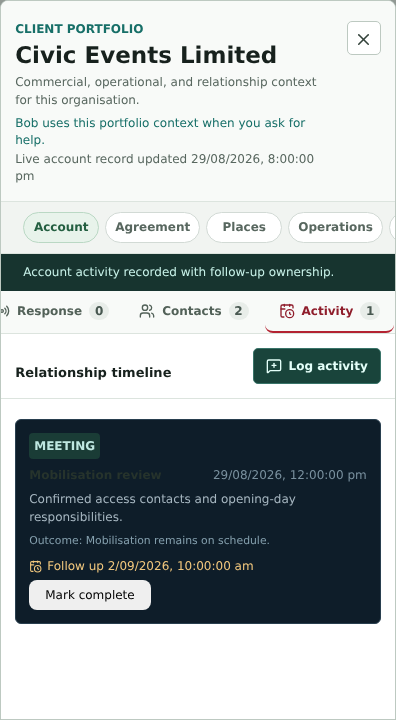 CLIENT PORTFOLIO
Civic Events Limited
Commercial, operational, and relationship context
for this organisation.
Bob uses this portfolio context when you ask for
help.
Live account record updated 29/08/2026, 8:00:00
pm
Account Agreement Places Operations
Account activity recorded with follow-up ownership.
Response 0 Contacts 2 Activity 1
Relationship timeline Log activity
MEETING
Mobilisation review 29/08/2026, 12:00:00 pm
Confirmed access contacts and opening-day
responsibilities.
Outcome: Mobilisation remains on schedule.
Follow up 2/09/2026, 10:00:00 am
Mark complete